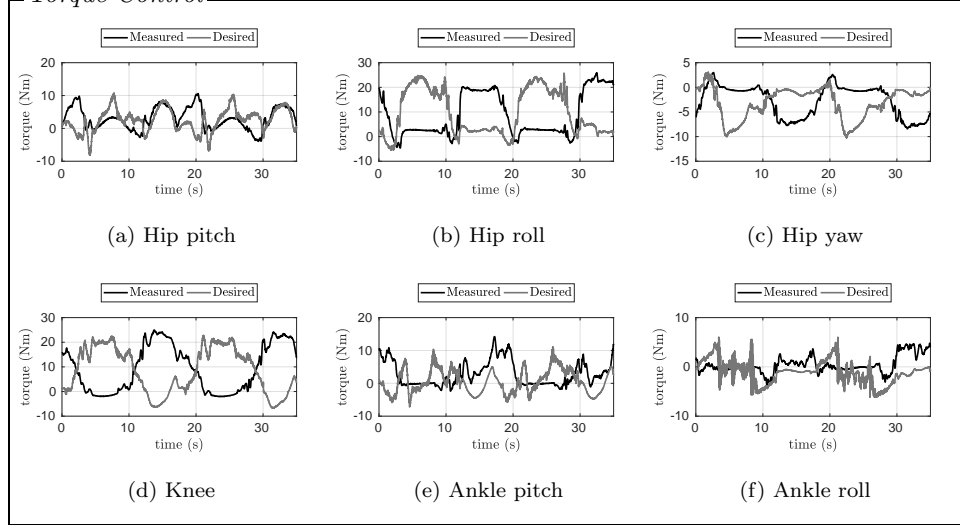 Torque Control
Measured Desired
Measured Desired
Measured Desired
20
10
0
-10
torque (Nm)
0 10 20 30
time (s)
30
20
10
0
-10
torque (Nm)
0 10 20 30
time (s)
5
0
-5
-10
-15
torque (Nm)
0 10 20 30
time (s)
(a) Hip pitch
(b) Hip roll
(c) Hip yaw
Measured Desired
Measured Desired
Measured Desired
30
20
10
0
-10
torque (Nm)
0 10 20 30
time (s)
20
10
0
-10
torque (Nm)
0 10 20 30
time (s)
10
0
-10
torque (Nm)
0 10 20 30
time (s)
(d) Knee
(e) Ankle pitch
(f) Ankle roll